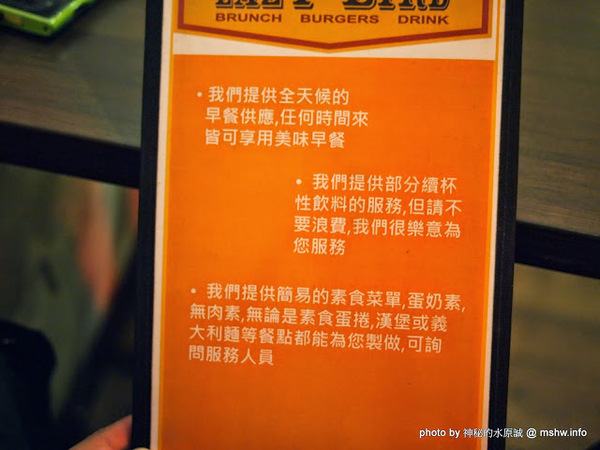 LAZY BIRD
BRUNCH BURGERS DRINK
• 我們提供全天候的
早餐供應,任何時間來
皆可享用美味早餐
• 我們提供部分續杯
性飲料的服務,但請不
要浪費,我們很樂意為
您服務
• 我們提供簡易的素食菜單,蛋奶素,
無肉素,無論是素食蛋捲,漢堡或義
大利麵等餐點都能為您製做,可詢
問服務人員
photo by 神秘的水原誠 @ mshw.info